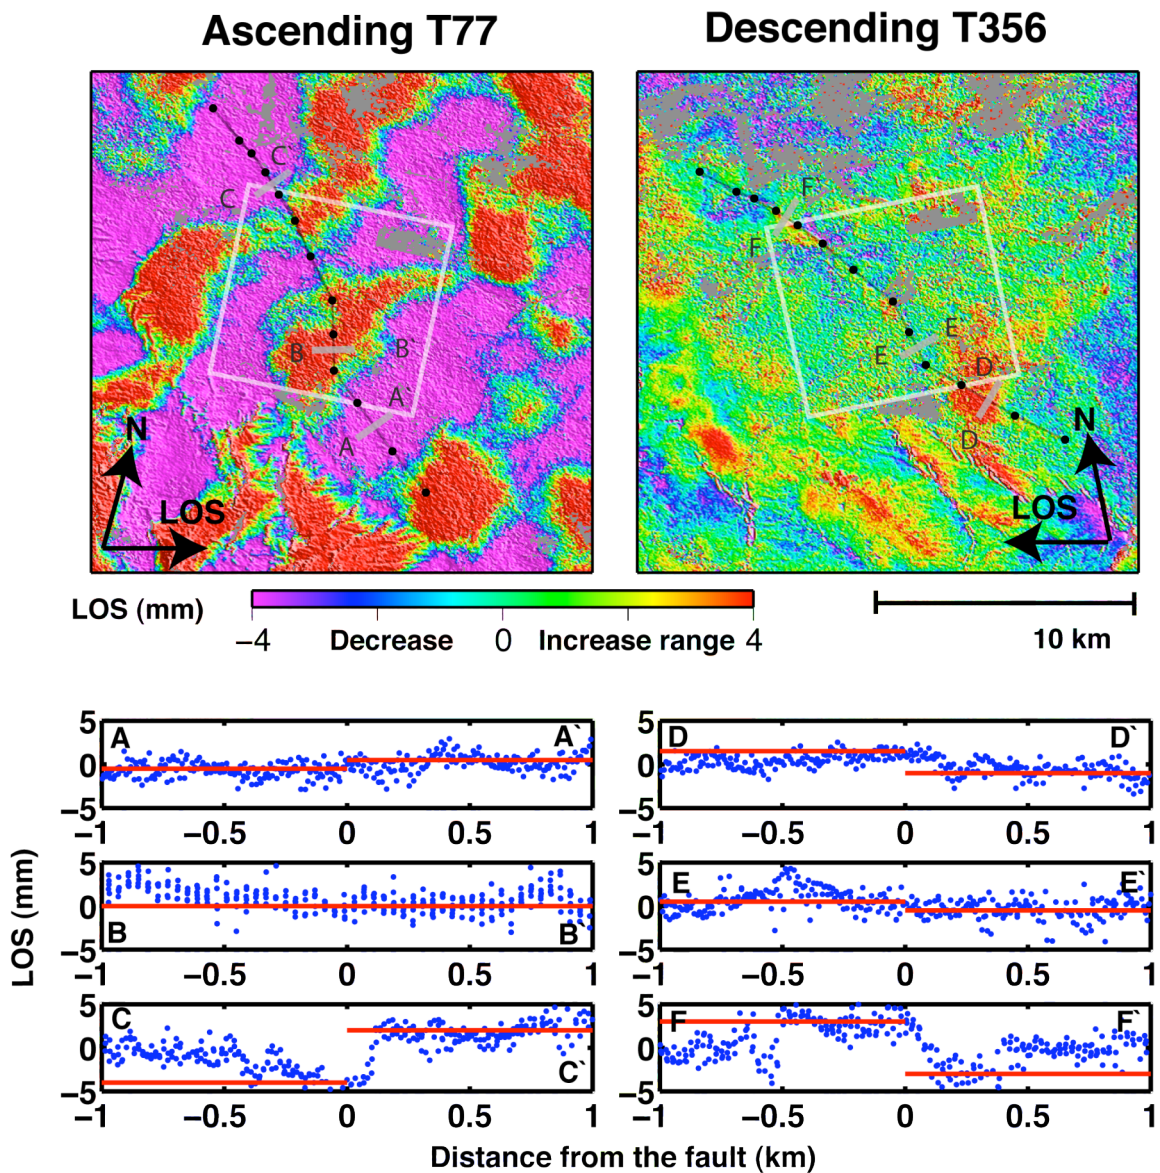 Ascending T77
Descending T356
C`
C
B
B`
A`
A
N
LOS
F`
F
E
E
D`
D
N
LOS
LOS (mm)
−4 Decrease 0 Increase range 4
10 km
LOS (mm)
5
0
−5
A
A`
−1 −0.5 0 0.5 1
5
0
−5
D
D`
−1 −0.5 0 0.5 1
5
0
−5
B
B`
−1 −0.5 0 0.5 1
5
0
−5
E
E`
−1 −0.5 0 0.5 1
5
0
−5
C
C`
−1 −0.5 0 0.5 1
5
0
−5
F
F`
−1 −0.5 0 0.5 1
Distance from the fault (km)